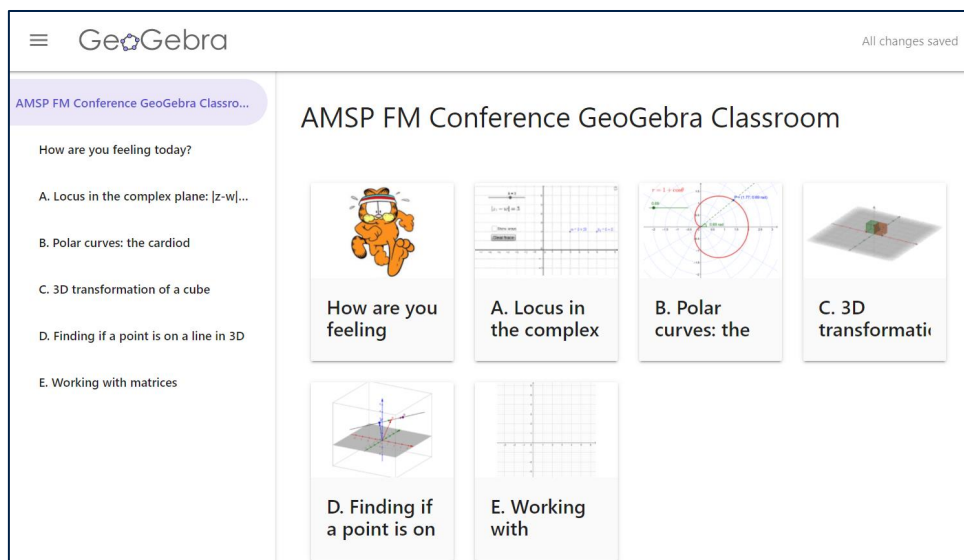 GeoGebra
All changes saved
AMSP FM Conference GeoGebra Classro...
How are you feeling today?
A. Locus in the complex plane: |z-w|...
B. Polar curves: the cardiod
C. 3D transformation of a cube
D. Finding if a point is on a line in 3D
E. Working with matrices
AMSP FM Conference GeoGebra Classroom
How are you
feeling
A. Locus in
the complex
B. Polar
curves: the
C. 3D
transformati
D. Finding if
a point is on
E. Working
with